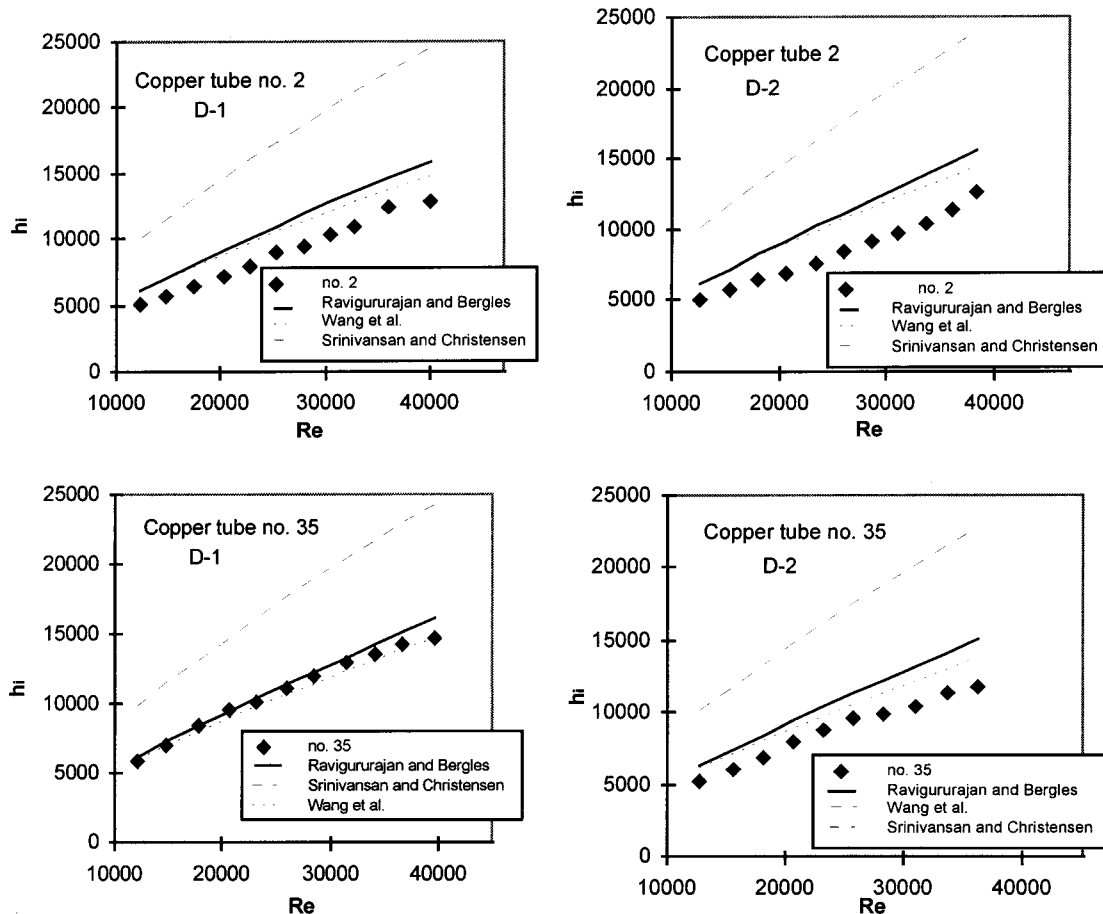 25000
20000
15000
10000
5000
0
hi
Copper tube no. 2
D-1
no. 2
Ravigururajan and Bergles
Wang et al.
Srinivansan and Christensen
10000 20000 30000 40000
Re
25000
20000
15000
10000
5000
0
hi
Copper tube 2
D-2
no. 2
Ravigururajan and Bergles
Wang et al.
Srinivansan and Christensen
10000 20000 30000 40000
Re
25000
20000
15000
10000
5000
0
hi
Copper tube no. 35
D-1
no. 35
Ravigururajan and Bergles
Srinivansan and Christensen
Wang et al.
10000 20000 30000 40000
Re
25000
20000
15000
10000
5000
0
hi
Copper tube no. 35
D-2
no. 35
Ravigururajan and Bergles
Wang et al.
Srinivansan and Christensen
10000 20000 30000 40000
Re